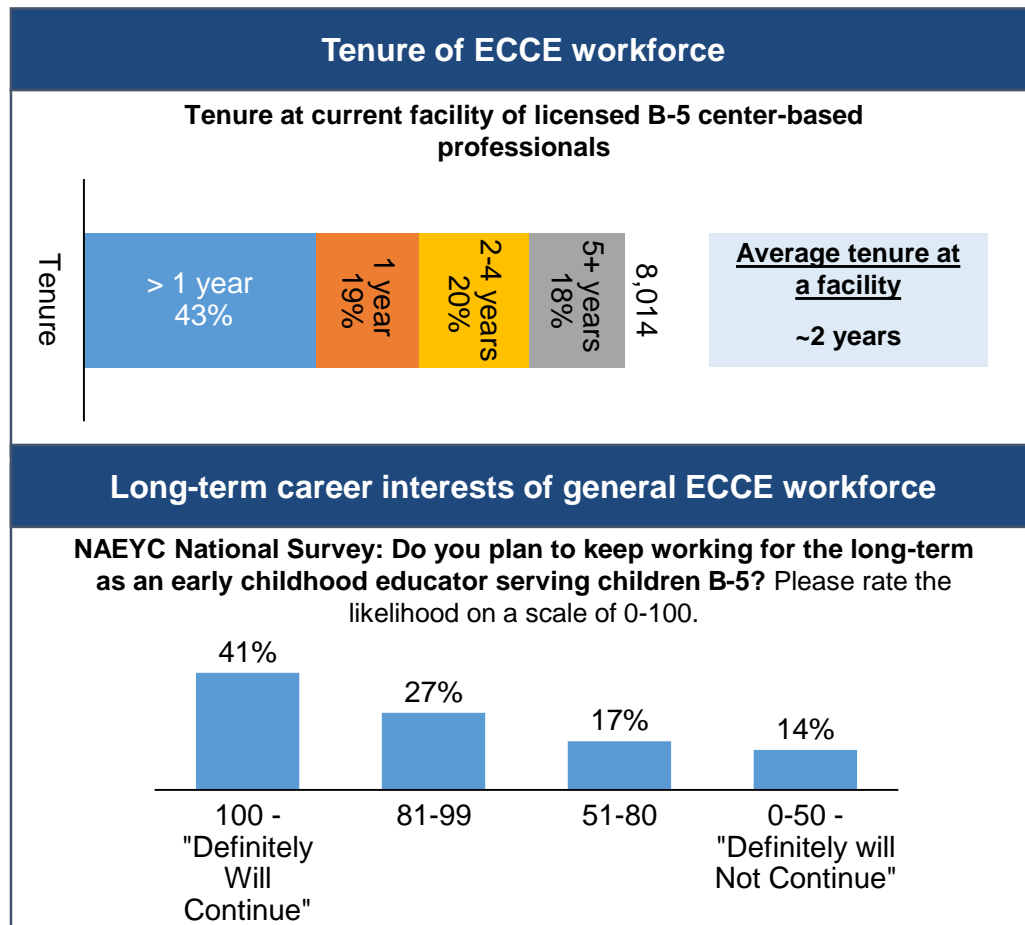 Tenure of ECCE workforce
Tenure at current facility of licensed B-5 center-based
professionals
Tenure
> 1 year
43%
1 year
19%
2-4 years
20%
5+ years
18%
8,014
Average tenure at
a facility
~2 years
Long-term career interests of general ECCE workforce
NAEYC National Survey: Do you plan to keep working for the long-term
as an early childhood educator serving children B-5? Please rate the
likelihood on a scale of 0-100.
41%
27%
17%
14%
100 -
"Definitely
Will
Continue"
81-99
51-80
0-50 -
"Definitely will
Not Continue"